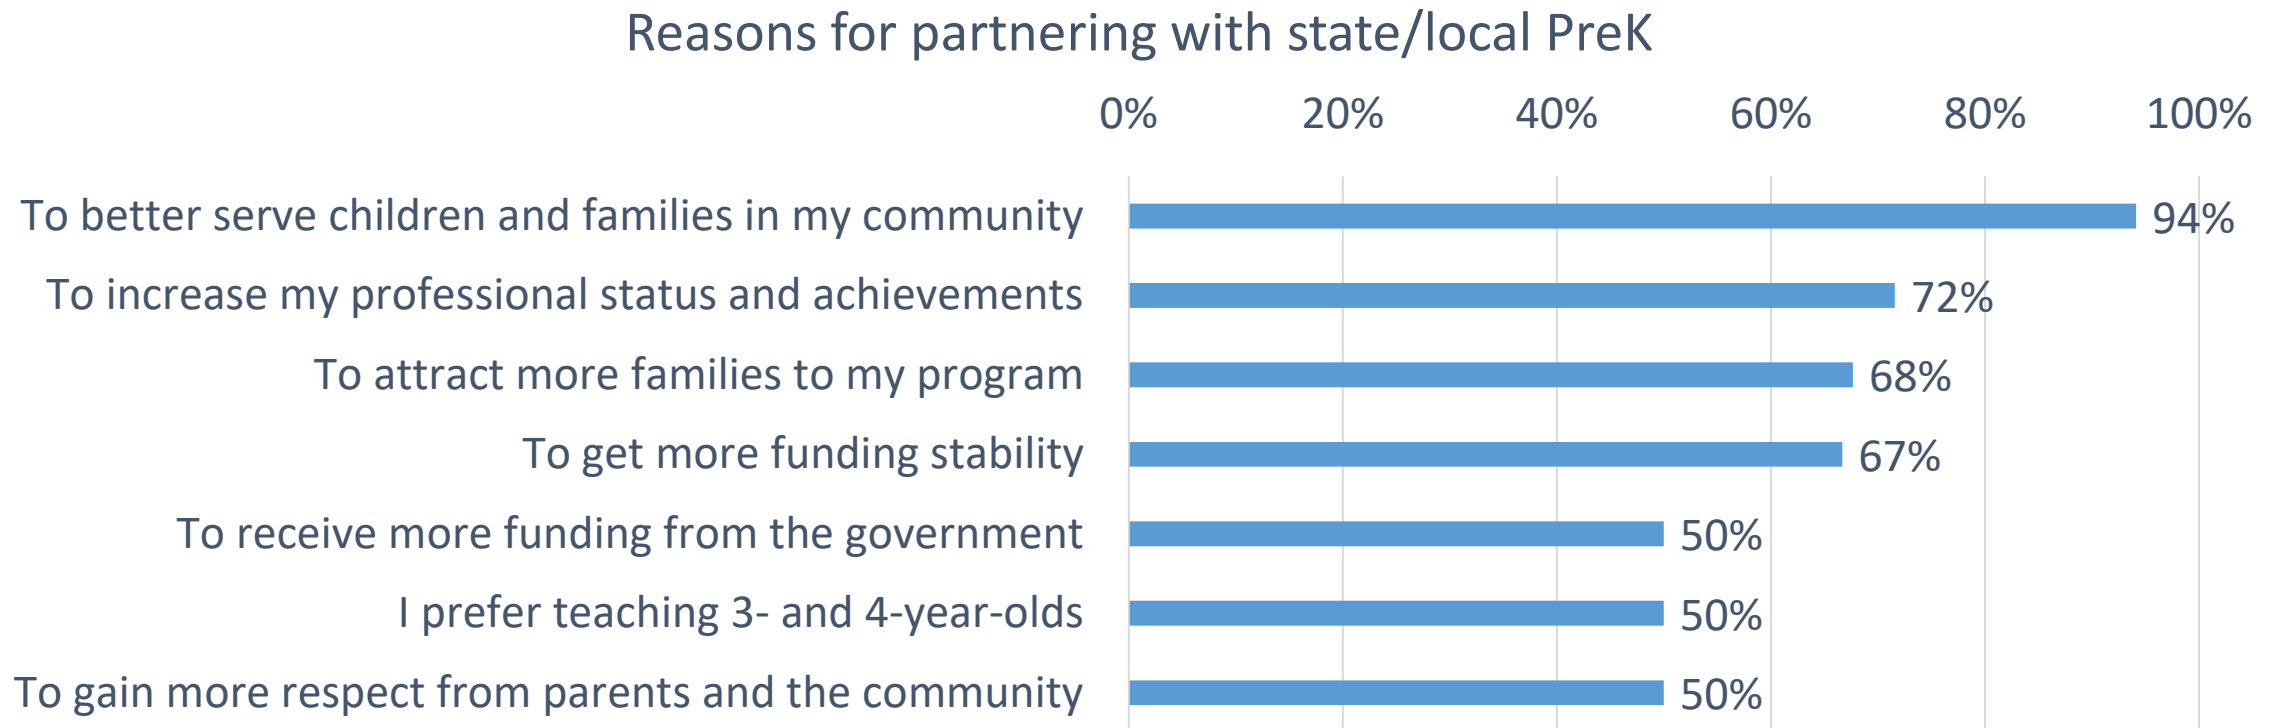 Reasons for partnering with state/local PreK
0% 20% 40% 60% 80% 100%
To better serve children and families in my community 94%
To increase my professional status and achievements 72%
To attract more families to my program 68%
To get more funding stability 67%
To receive more funding from the government 50%
I prefer teaching 3- and 4-year-olds 50%
To gain more respect from parents and the community 50%